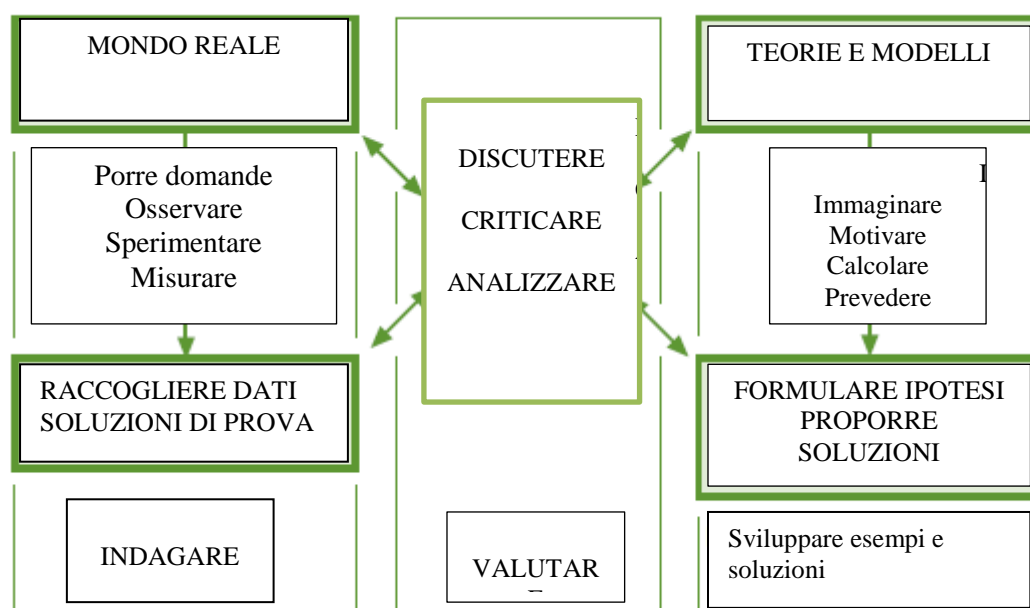 MONDO REALE
Porre domande
Osservare
Sperimentare
Misurare
RACCOGLIERE DATI
SOLUZIONI DI PROVA
INDAGARE
DISCUTERE
CRITICARE
ANALIZZARE
VALUTAR
TEORIE E MODELLI
Immaginare
Motivare
Calcolare
Prevedere
FORMULARE IPOTESI
PROPORRE
SOLUZIONI
Sviluppare esempi e
soluzioni